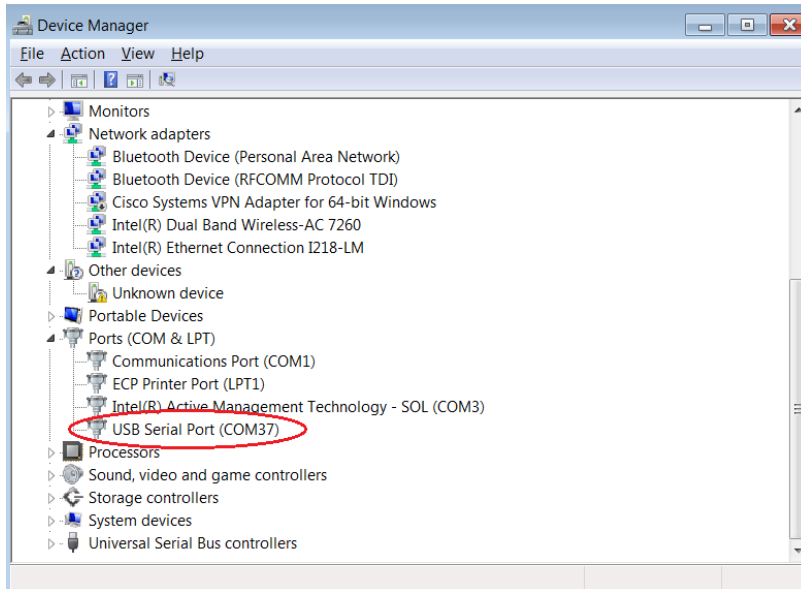 Device Manager
File Action View Help
Monitors
Network adapters
Bluetooth Device (Personal Area Network)
Bluetooth Device (RFCOMM Protocol TDI)
Cisco Systems VPN Adapter for 64-bit Windows
Intel(R) Dual Band Wireless-AC 7260
Intel(R) Ethernet Connection I218-LM
Other devices
Unknown device
Portable Devices
Ports (COM & LPT)
Communications Port (COM1)
ECP Printer Port (LPT1)
Intel(R) Active Management Technology - SOL (COM3)
USB Serial Port (COM37)
Processors
Sound, video and game controllers
Storage controllers
System devices
Universal Serial Bus controllers